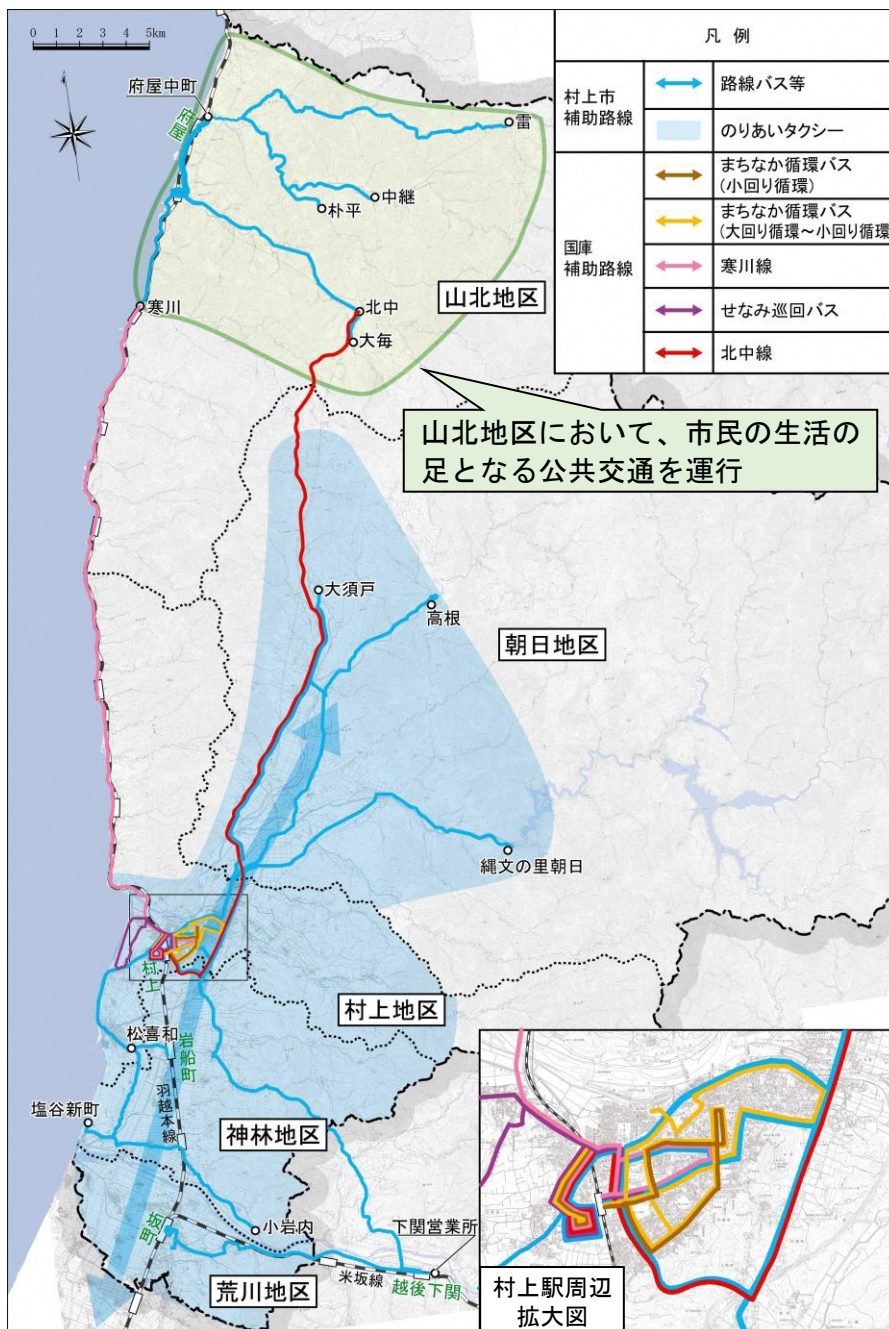 0 1 2 3 4 5km
凡 例
村上市
補助路線
路線バス等
のりあいタクシー
国庫
補助路線
まちなか循環バス
(小回り循環)
まちなか循環バス
(大回り循環～小回り循環
寒川線
せなみ巡回バス
北中線
府屋中町
府屋
雷
中継
朴平
山北地区
寒川
北中
大毎
山北地区において、市民の生活の
足となる公共交通を運行
大須戸
高根
朝日地区
縄文の里朝日
村上
村上地区
松喜和
岩船町
羽越本線
塩谷新町
神林地区
小岩内
下関営業所
坂町
米坂線
越後下関
荒川地区
村上駅周辺
拡大図